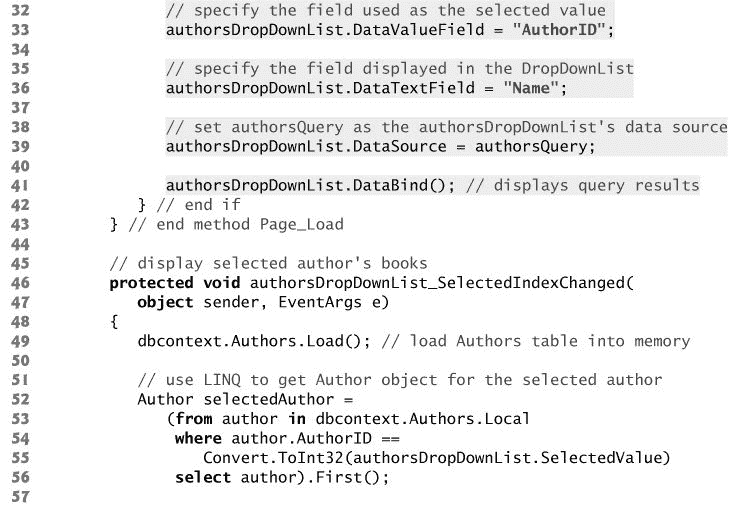 32 // specify the field used as the selected value
33 authorsDropDownList.DataValueField = "AuthorID";
34
35 // specify the field displayed in the DropDownList
36 authorsDropDownList.DataTextField = "Name";
37
38 // set authorsQuery as the authorsDropDownList's data source
39 authorsDropDownList.DataSource = authorsQuery;
40
41 authorsDropDownList.DataBind(); // displays query results
42 } // end if
43 } // end method Page_Load
44
45 // display selected author's books
46 protected void authorsDropDownList_SelectedIndexChanged(
47 object sender, EventArgs e)
48 {
49 dbcontext.Authors.Load(); // load Authors table into memory
50
51 // use LINQ to get Author object for the selected author
52 Author selectedAuthor =
53 (from author in dbcontext.Authors.Local
54 where author.AuthorID ==
55 Convert.ToInt32(authorsDropDownList.SelectedValue)
56 select author).First();
57